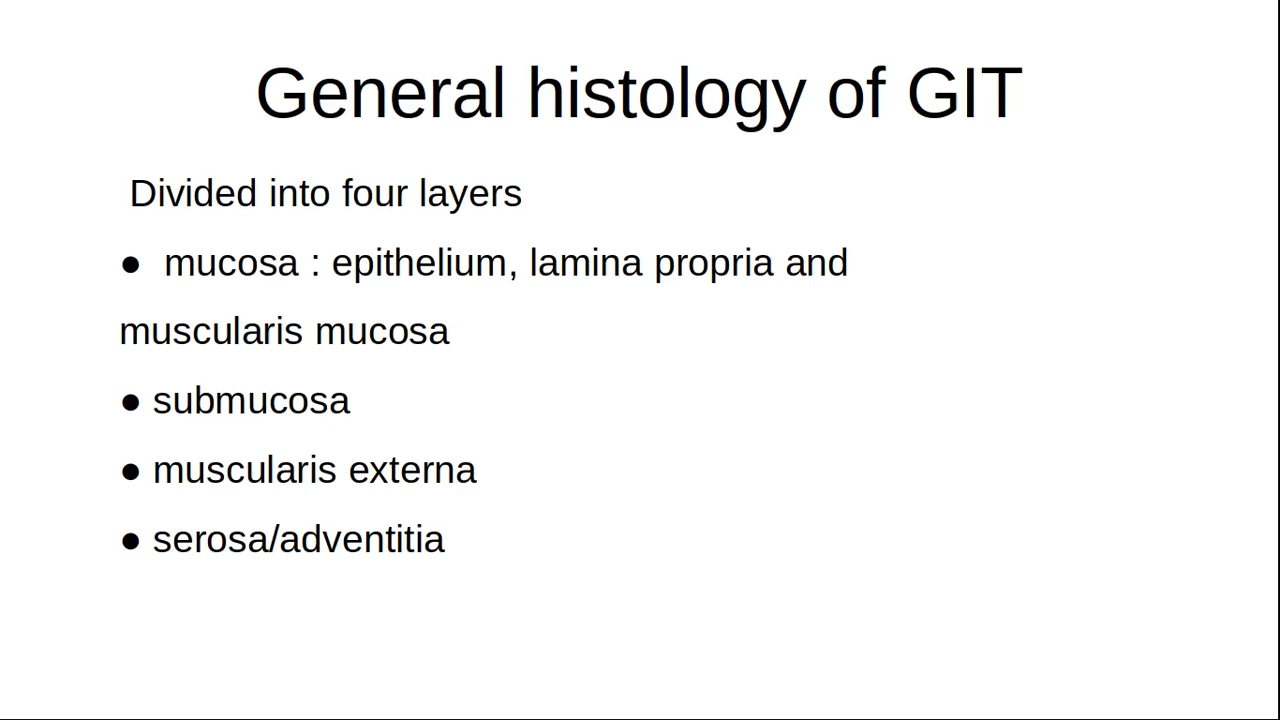 General histology of GIT
Divided into four layers
● mucosa : epithelium, lamina propria and
muscularis mucosa
● submucosa
● muscularis externa
● serosa/adventitia